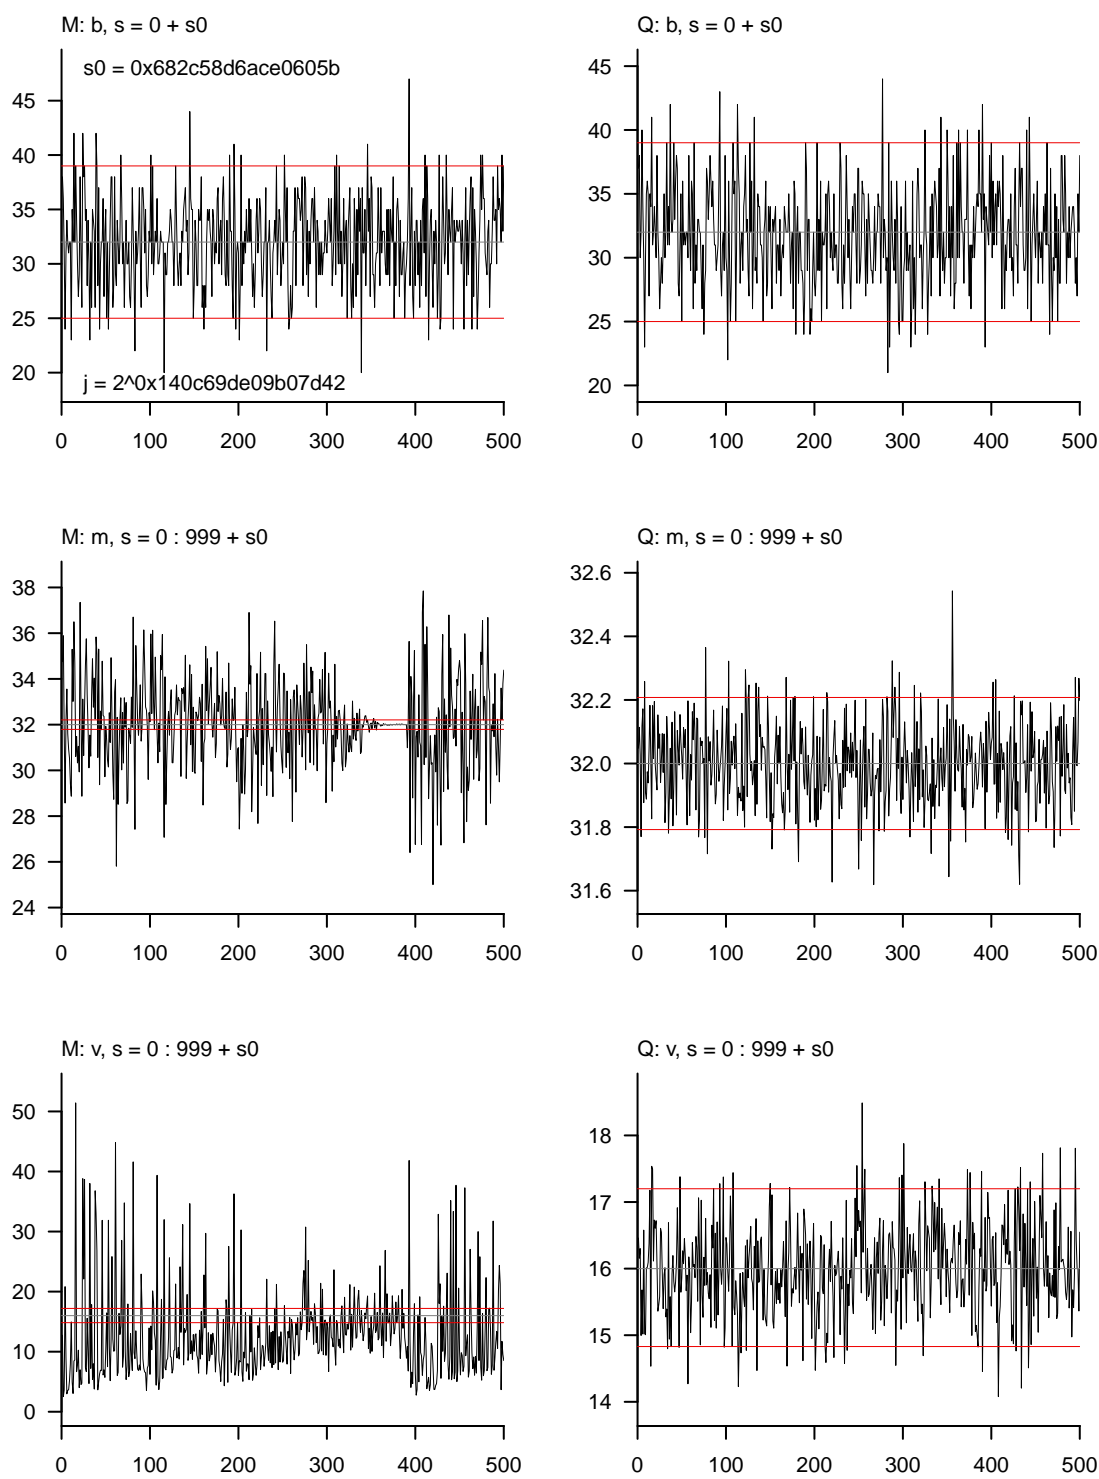 M: b, s = 0 + s0
s0 = 0x682c58d6ace0605b
45
40
35
30
25
20
j = 2^0x140c69de09b07d42
0 100 200 300 400 500
Q: b, s = 0 + s0
45
40
35
30
25
20
0 100 200 300 400 500
M: m, s = 0 : 999 + s0
38
36
34
32
30
28
26
24
0 100 200 300 400 500
Q: m, s = 0 : 999 + s0
32.6
32.4
32.2
32.0
31.8
31.6
0 100 200 300 400 500
M: v, s = 0 : 999 + s0
50
40
30
20
10
0
0 100 200 300 400 500
Q: v, s = 0 : 999 + s0
18
17
16
15
14
0 100 200 300 400 500